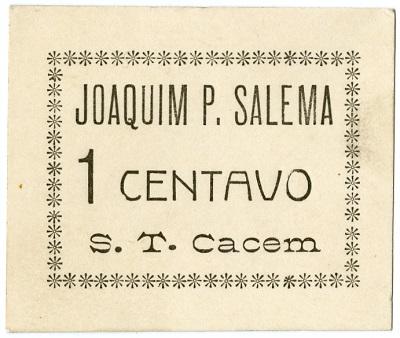 JOAQUIM P. SALEMA
1 CENTAVO
S. T. Cacem